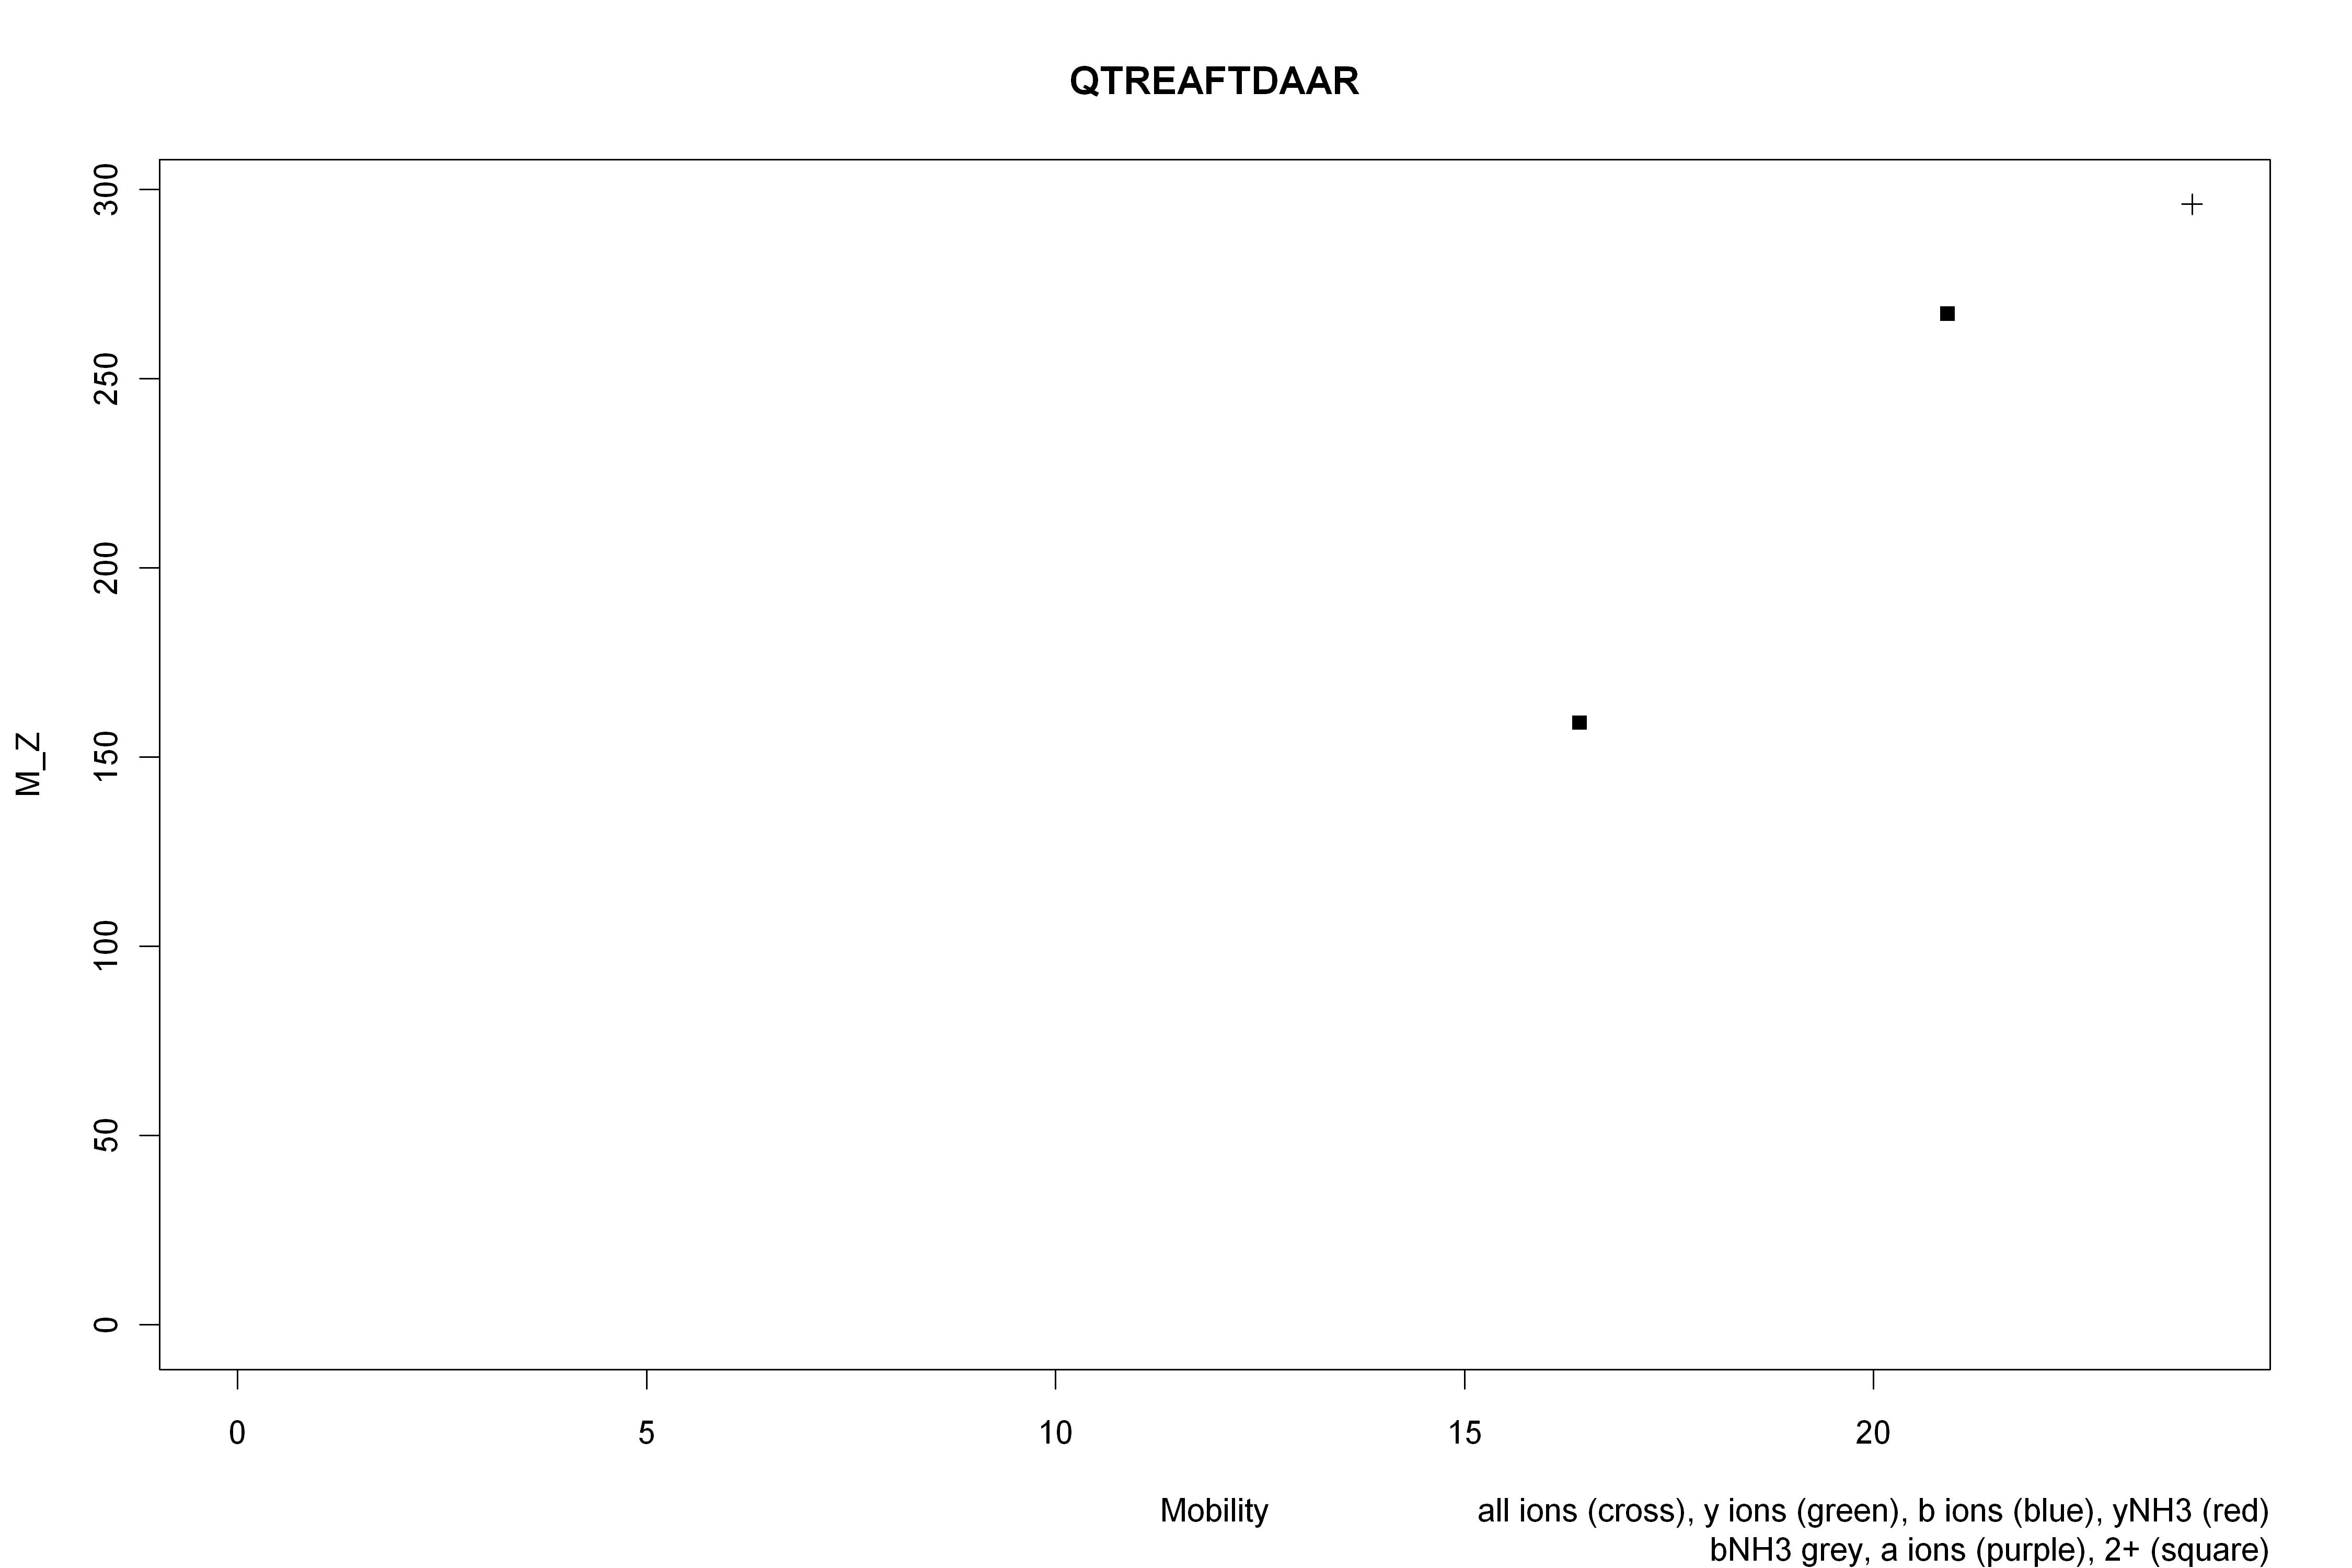 QTREAFTDAAR
300
250
200
150
100
50
0
M_Z
0 5 10 15 20
Mobility
all ions (cross), y ions (green), b ions (blue), yNH3 (red)
bNH3 grey, a ions (purple), 2+ (square)